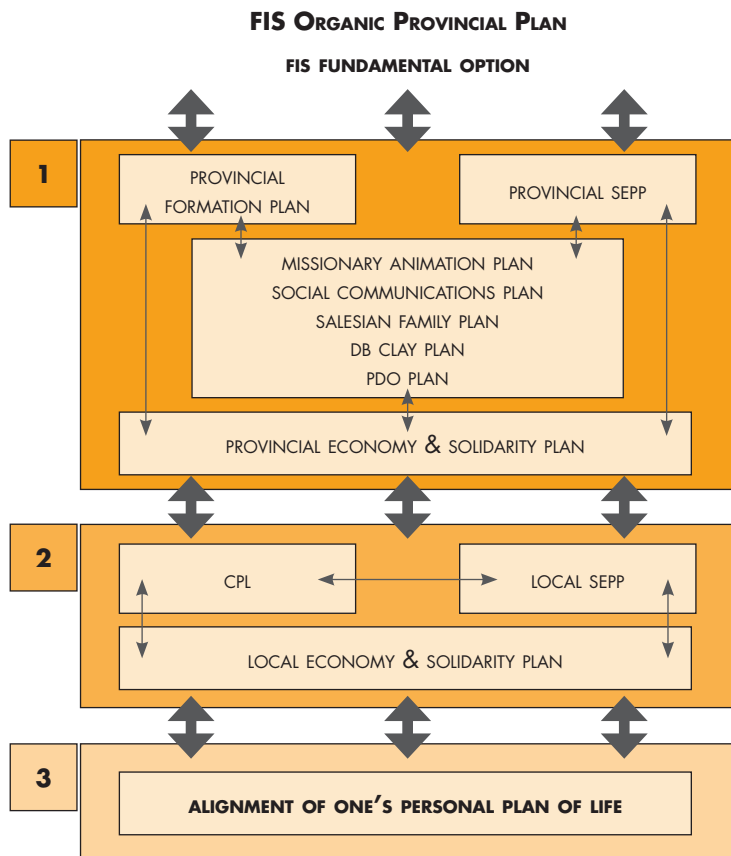 FIS Organic Provincial Plan
FIS FUNDAMENTAL OPTION
1
PROVINCIAL
FORMATION PLAN
PROVINCIAL SEPP
MISSIONARY ANIMATION PLAN
SOCIAL COMMUNICATIONS PLAN
SALESIAN FAMILY PLAN
DB CLAY PLAN
PDO PLAN
PROVINCIAL ECONOMY & SOLIDARITY PLAN
2
CPL
LOCAL SEPP
LOCAL ECONOMY & SOLIDARITY PLAN
3
ALIGNMENT OF ONE'S PERSONAL PLAN OF LIFE